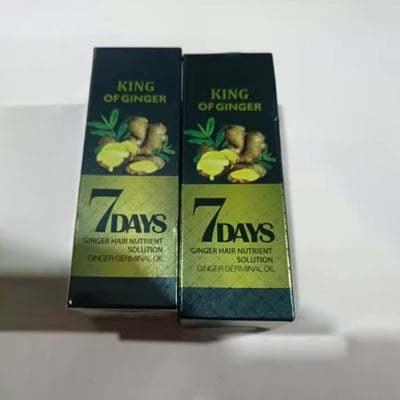 KING
OF GINGER
7DAYS
GINGER HAIR NUTRIENT
SOLUTION
GINGER GERMINAL OIL
KING
OF GINGER
7DAYS
GINGER HAIR NUTRIENT
SOLUTION
GINGER GERMINAL OIL